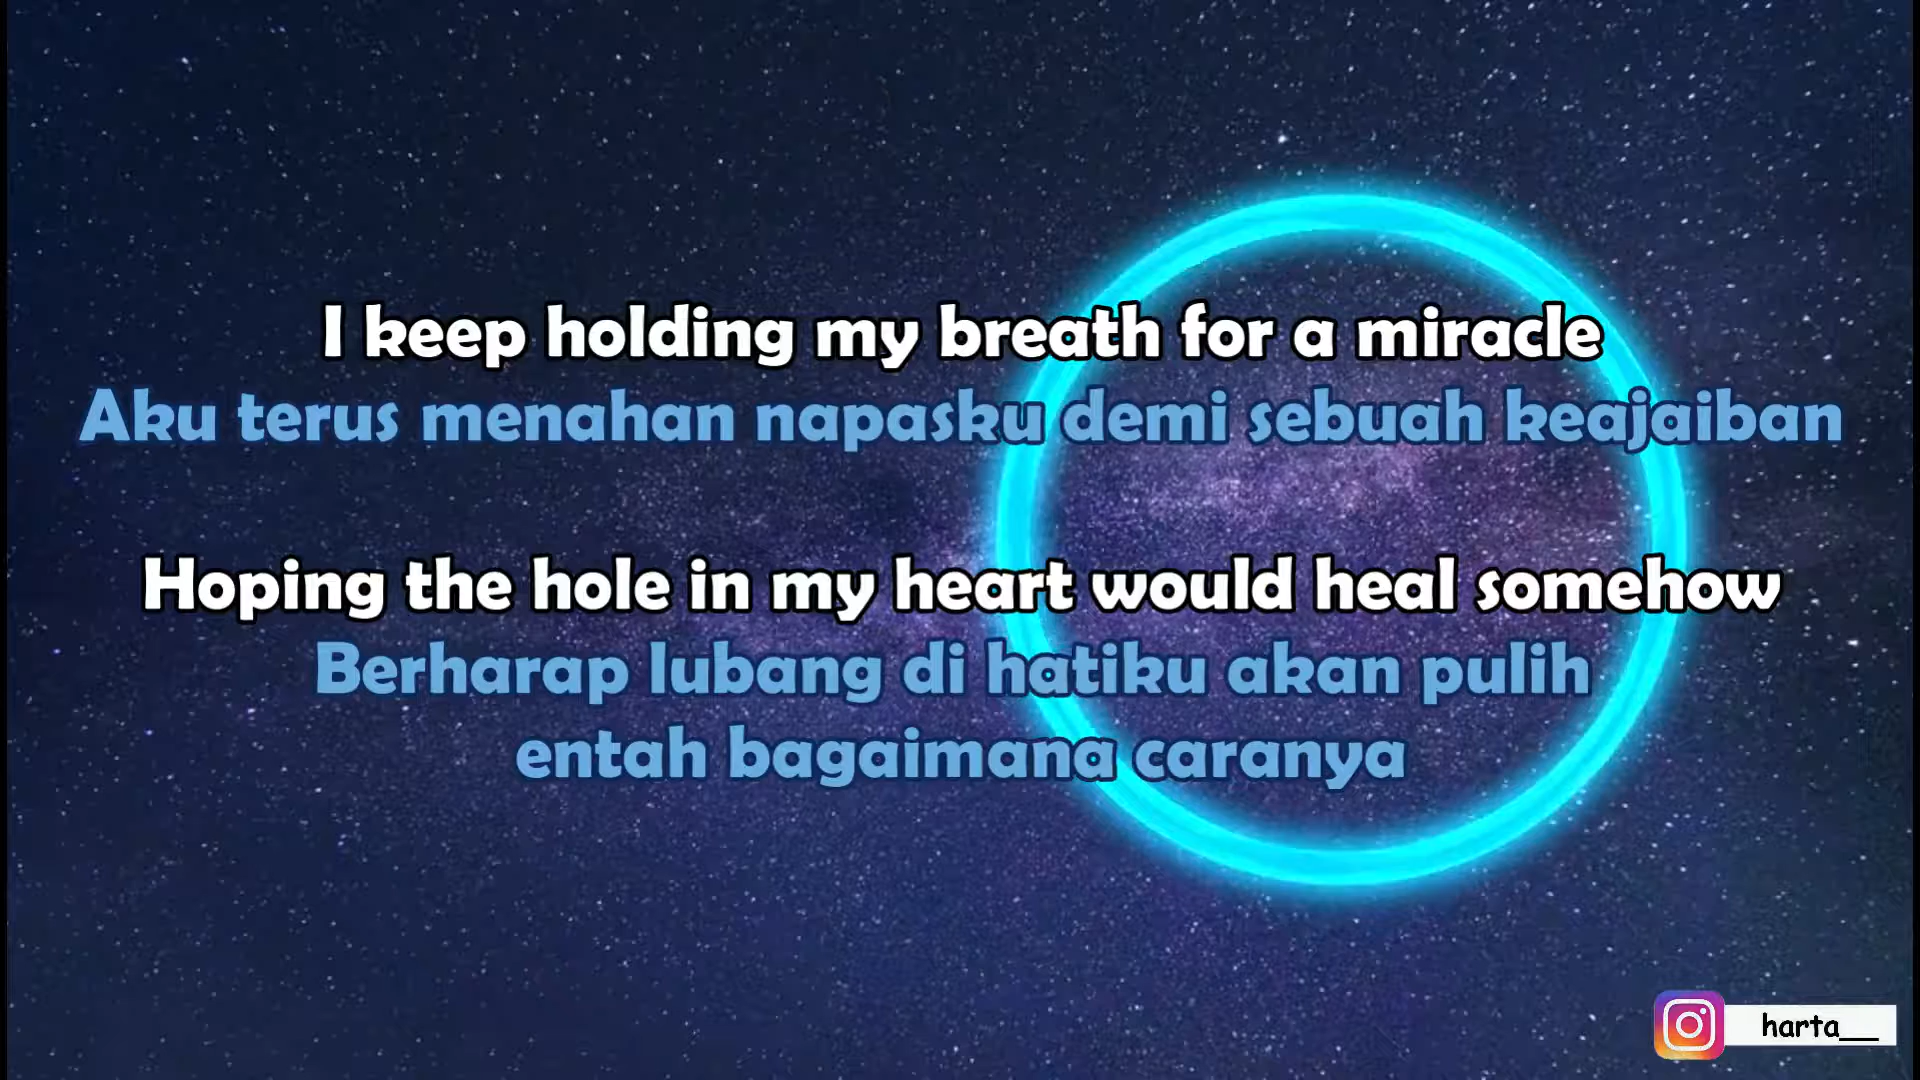 I keep holding my breath for a miracle
Aku terus menahan napasku demi sebuah keajaiban
Hoping the hole in my heart would heal somehow
Berharap lubang di hatiku akan pulih
entah bagaimana caranya
harta__